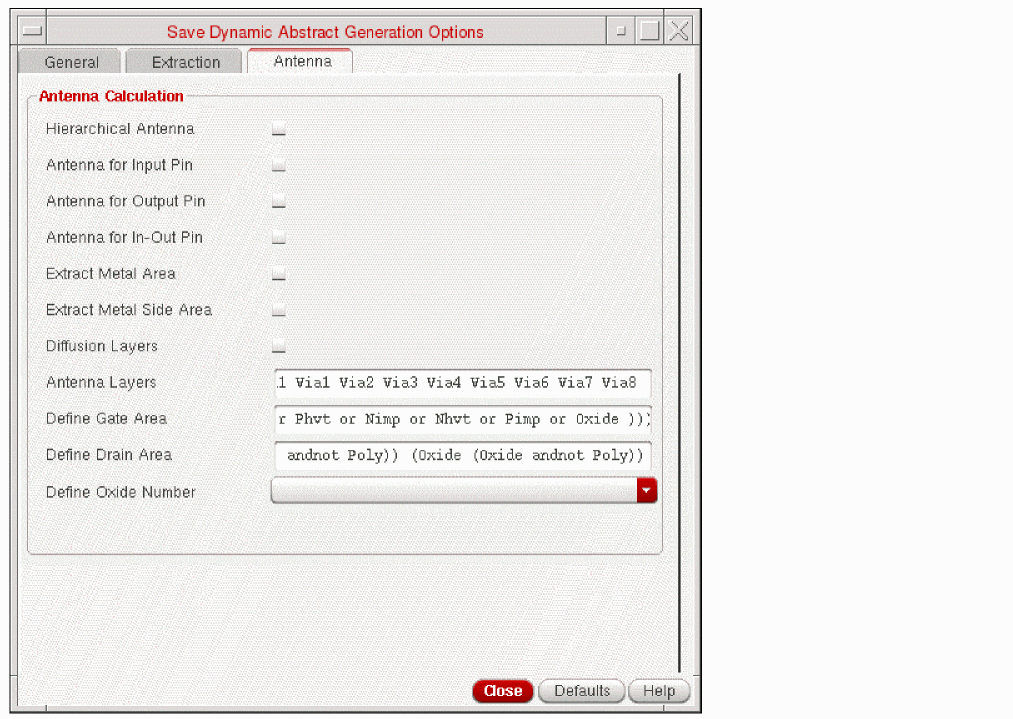 Save Dynamic Abstract Generation Options
General Extraction Antenna
Antenna Calculation
Hierarchical Antenna
Antenna for Input Pin
Antenna for Output Pin
Antenna for In-Out Pin
Extract Metal Area
Extract Metal Side Area
Diffusion Layers
Antenna Layers .1 Via1 Via2 Via3 Via4 Via5 Via6 Via7 Via8
Define Gate Area r Phvt or Nimp or Nhvt or Pimp or Oxide )))
Define Drain Area andnot Poly)) (Oxide (Oxide andnot Poly))
Define Oxide Number
Close Defaults Help